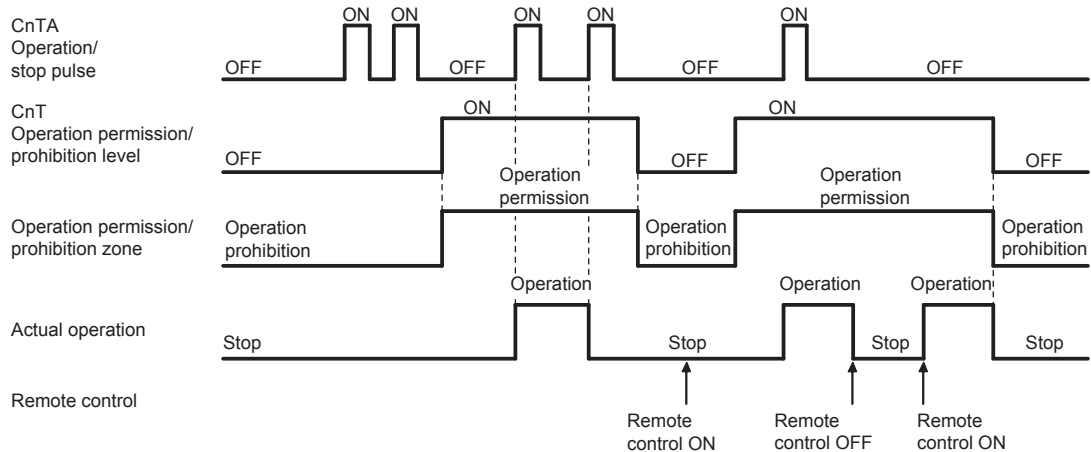 CnTA
Operation/
stop pulse
OFF ON ON OFF ON ON OFF ON OFF
CnT
Operation permission/
prohibition level
OFF ON OFF ON OFF
Operation permission/
prohibition zone
Operation
prohibition
Operation
permission
Operation
prohibition
Operation
permission
Operation
prohibition
Actual operation
Stop Operation Stop Operation Stop Operation Stop
Remote control
Remote
control ON
Remote
control OFF
Remote
control ON